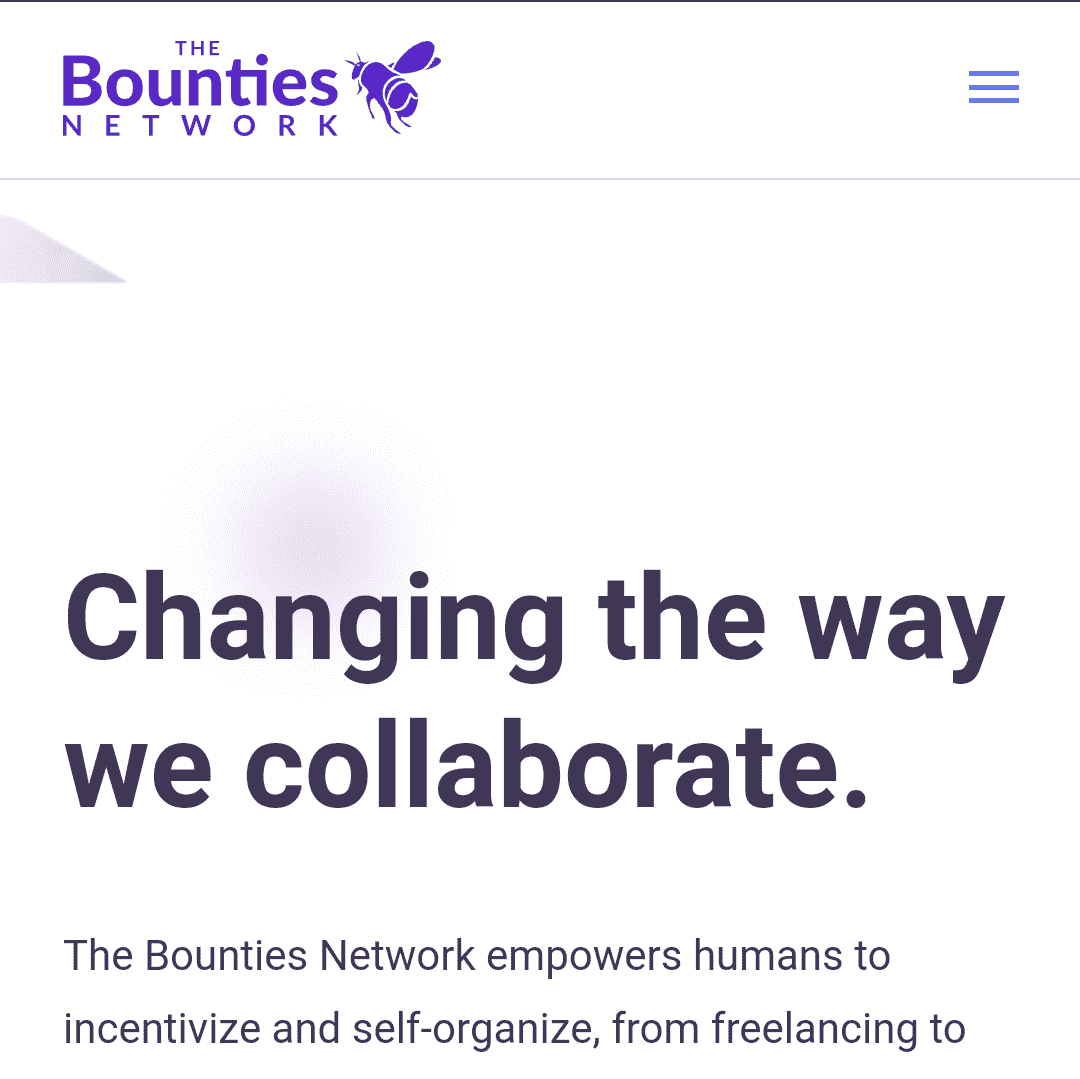 THE
Bounties
NETWORK
Changing the way
we collaborate.
The Bounties Network empowers humans to
incentivize and self-organize, from freelancing to